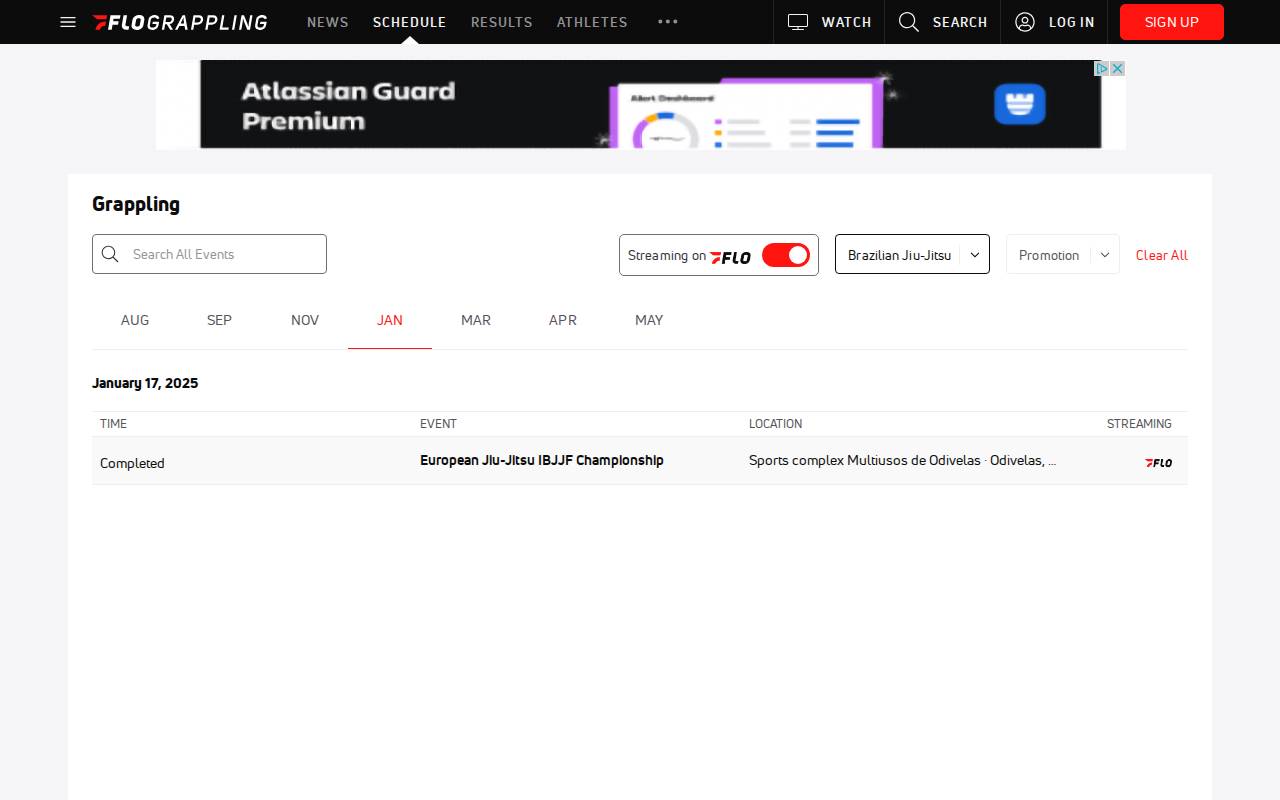 FLOGRAPPLING
NEWS
SCHEDULE
RESULTS
ATHLETES
WATCH
SEARCH
LOG IN
SIGN UP
Atlassian Guard
Premium
Alert Dashboard
Grappling
Search All Events
Streaming on FLO
Brazilian Jiu-Jitsu
Promotion
Clear All
AUG
SEP
NOV
JAN
MAR
APR
MAY
January 17, 2025
TIME
EVENT
LOCATION
STREAMING
Completed
European Jiu-Jitsu IBJJF Championship
Sports complex Multiusos de Odivelas · Odivelas, ...
FLO